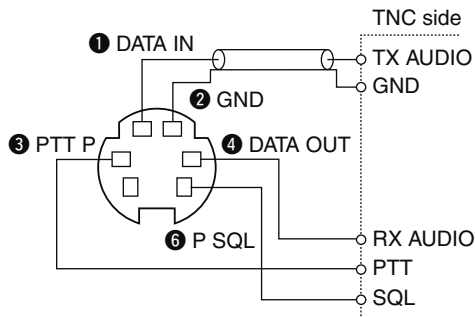 TNC side
❶ DATA IN
TX AUDIO
❷ GND
GND
❸ PTT P
❹ DATA OUT
❻ P SQL
RX AUDIO
PTT
SQL